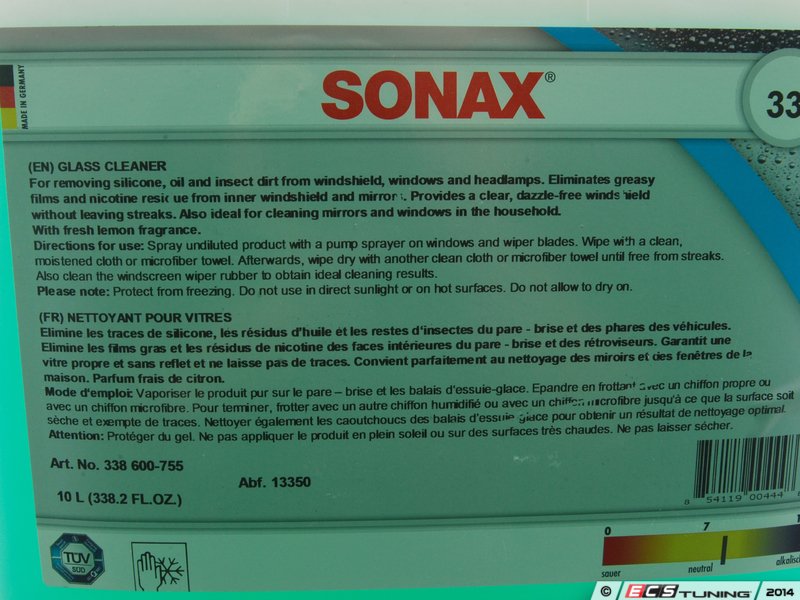 MADE IN GERMANY
SONAX®
33
(EN) GLASS CLEANER
For removing silicone, oil and insect dirt from windshield, windows and headlamps. Eliminates greasy
films and nicotine residue from inner windshield and mirrors. Provides a clear, dazzle-free windshield
without leaving streaks. Also ideal for cleaning mirrors and windows in the household.
With fresh lemon fragrance.
Directions for use: Spray undiluted product with a pump sprayer on windows and wiper blades. Wipe with a clean,
moistened cloth or microfiber towel. Afterwards, wipe dry with another clean cloth or microfiber towel until free from streaks.
Also clean the windscreen wiper rubber to obtain ideal cleaning results.
Please note: Protect from freezing. Do not use in direct sunlight or on hot surfaces. Do not allow to dry on.
(FR) NETTOYANT POUR VITRES
Elimine les traces de silicone, les résidus d'huile et les restes d'insectes du pare - brise et des phares des véhicules.
Elimine les films gras et les résidus de nicotine des faces intérieures du pare - brise et des rétroviseurs. Garantit une
vitre propre et sans reflet et ne laisse pas de traces. Convient parfaitement au nettoyage des miroirs et des fenêtres de la
maison. Parfum frais de citron.
Mode d'emploi: Vaporiser le produit pur sur le pare – brise et les balais d'essuie-glace. Epandre en frottant avec un chiffon propre ou
avec un chiffon microfibre. Pour terminer, frotter avec un autre chiffon humidifié ou avec un chiffon microfibre jusqu'à ce que la surface soit
sèche et exempte de traces. Nettoyer également les caoutchoucs des balais d'essuie-glace pour obtenir un résultat de nettoyage optimal.
Attention: Protéger du gel. Ne pas appliquer le produit en plein soleil ou sur des surfaces très chaudes. Ne pas laisser sécher.
Art. No. 338 600-755
Abf. 13350
10 L (338.2 FL.OZ.)
8 54119 00444
TÜV
SÜD
0 7 1
sauer neutral alkalisch
© ECS TUNING 2014